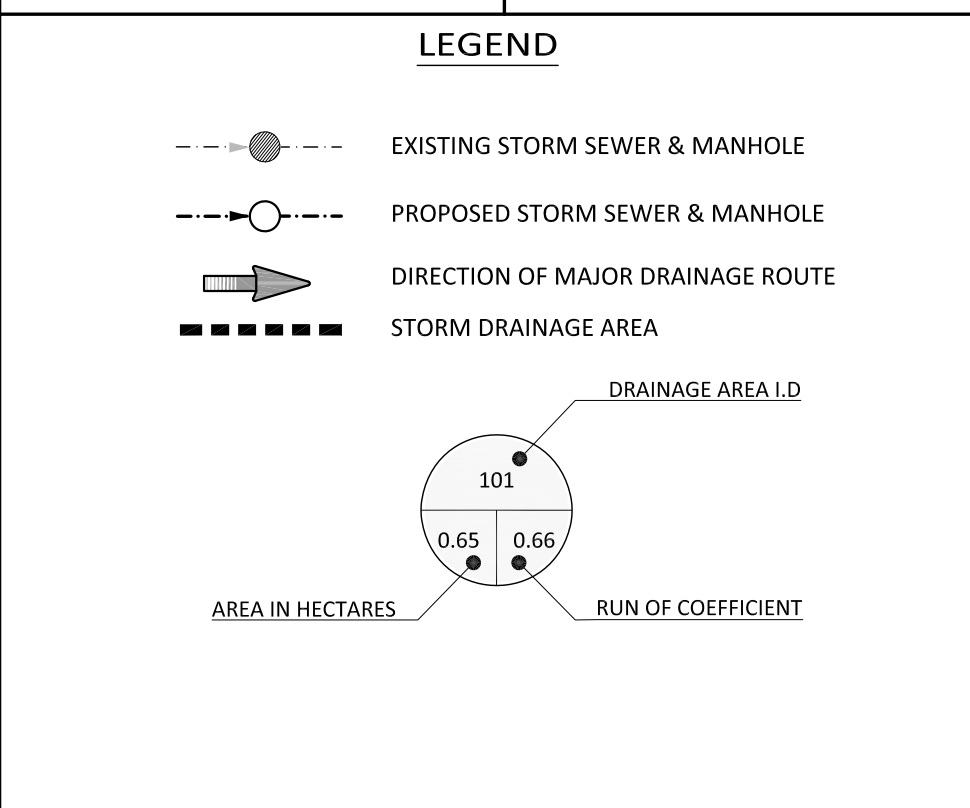 LEGEND
EXISTING STORM SEWER & MANHOLE
PROPOSED STORM SEWER & MANHOLE
DIRECTION OF MAJOR DRAINAGE ROUTE
STORM DRAINAGE AREA
DRAINAGE AREA I.D
101
0.65 0.66
AREA IN HECTARES RUN OF COEFFICIENT